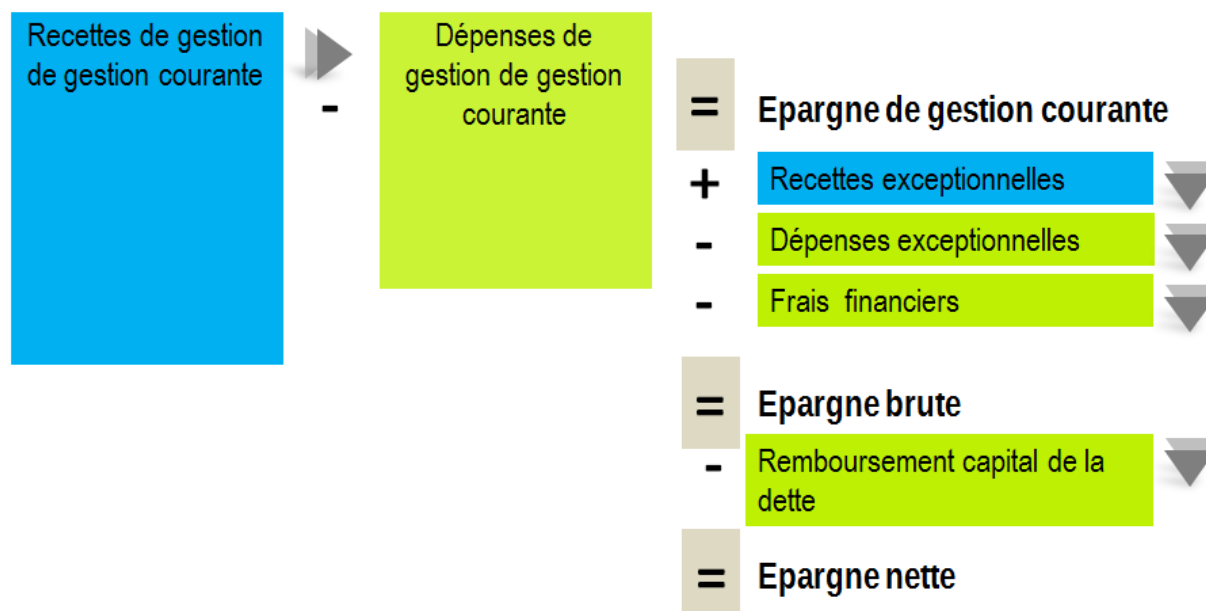 Recettes de gestion
de gestion courante
-
Dépenses de
gestion de gestion
courante
= Epargne de gestion courante
+ Recettes exceptionnelles
- Dépenses exceptionnelles
- Frais financiers
= Epargne brute
- Remboursement capital de la
dette
= Epargne nette